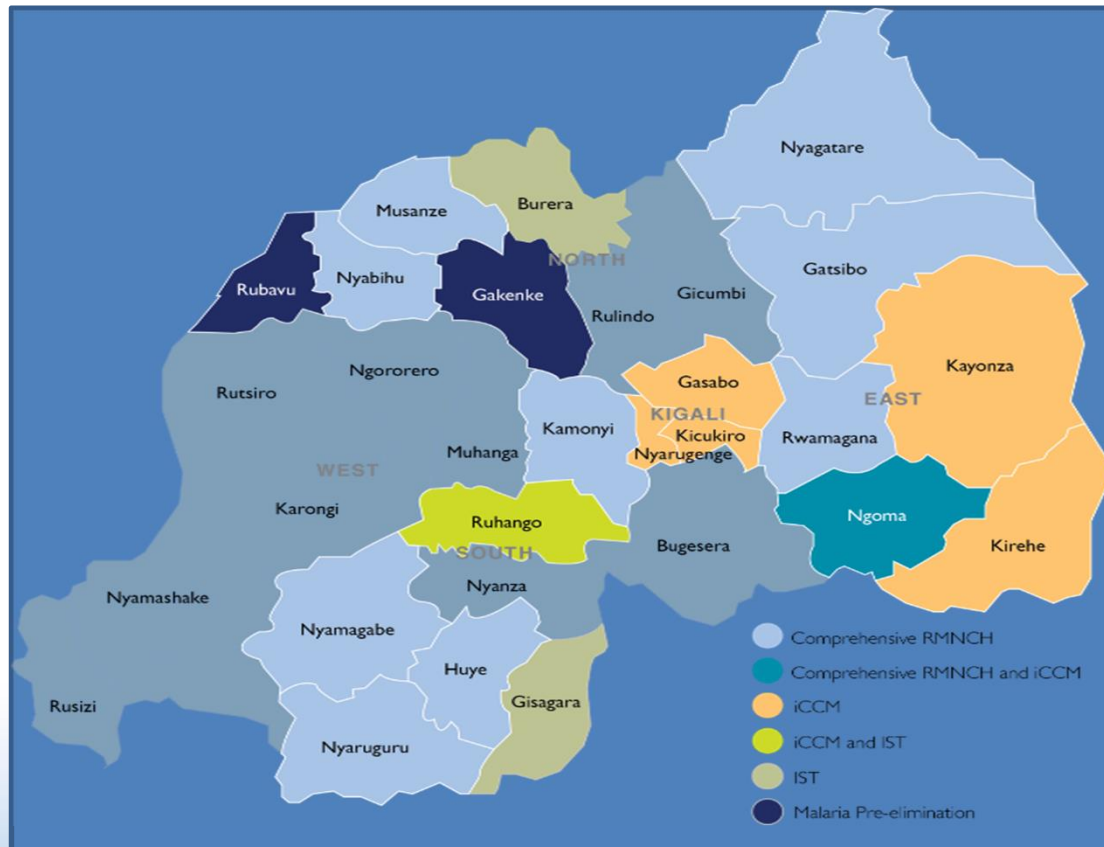 Nyagatare
Burera
Musanze
NORTH
Gatsibo
Nyabihu
Rubavu
Gakenke
Gicumbi
Rulindo
Kayonza
Ngororero
Gasabo
Rutsiro
EAST
KIGALI
Kamonyi
Kicukiro
Rwamagana
Muhanga
Nyarugenge
WEST
Karongi
Ngoma
Ruhango
Bugesera
Kirehe
SOUTH
Nyanza
Nyamashake
Nyamagabe
Huye
Gisagara
Rusizi
Nyaruguru
Comprehensive RMNCH
Comprehensive RMNCH and iCCM
iCCM
iCCM and IST
IST
Malaria Pre-elimination